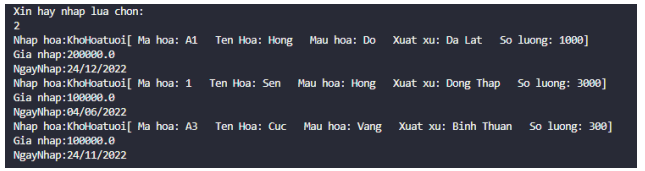 Xin hay nhap lua chon:
2
Nhap hoa:KhoHoatuoi[ Ma hoa: A1   Ten Hoa: Hong   Mau hoa: Do   Xuat xu: Da Lat   So luong: 1000]
Gia nhap:200000.0
NgayNhap:24/12/2022
Nhap hoa:KhoHoatuoi[ Ma hoa: 1   Ten Hoa: Sen   Mau hoa: Hong   Xuat xu: Dong Thap   So luong: 3000]
Gia nhap:100000.0
NgayNhap:04/06/2022
Nhap hoa:KhoHoatuoi[ Ma hoa: A3   Ten Hoa: Cuc   Mau hoa: Vang   Xuat xu: Binh Thuan   So luong: 300]
Gia nhap:100000.0
NgayNhap:24/11/2022